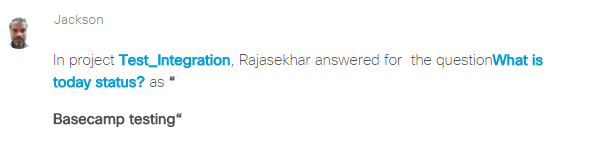 Jackson
In project Test_Integration, Rajasekhar answered for  the questionWhat is
today status? as “
Basecamp testing“